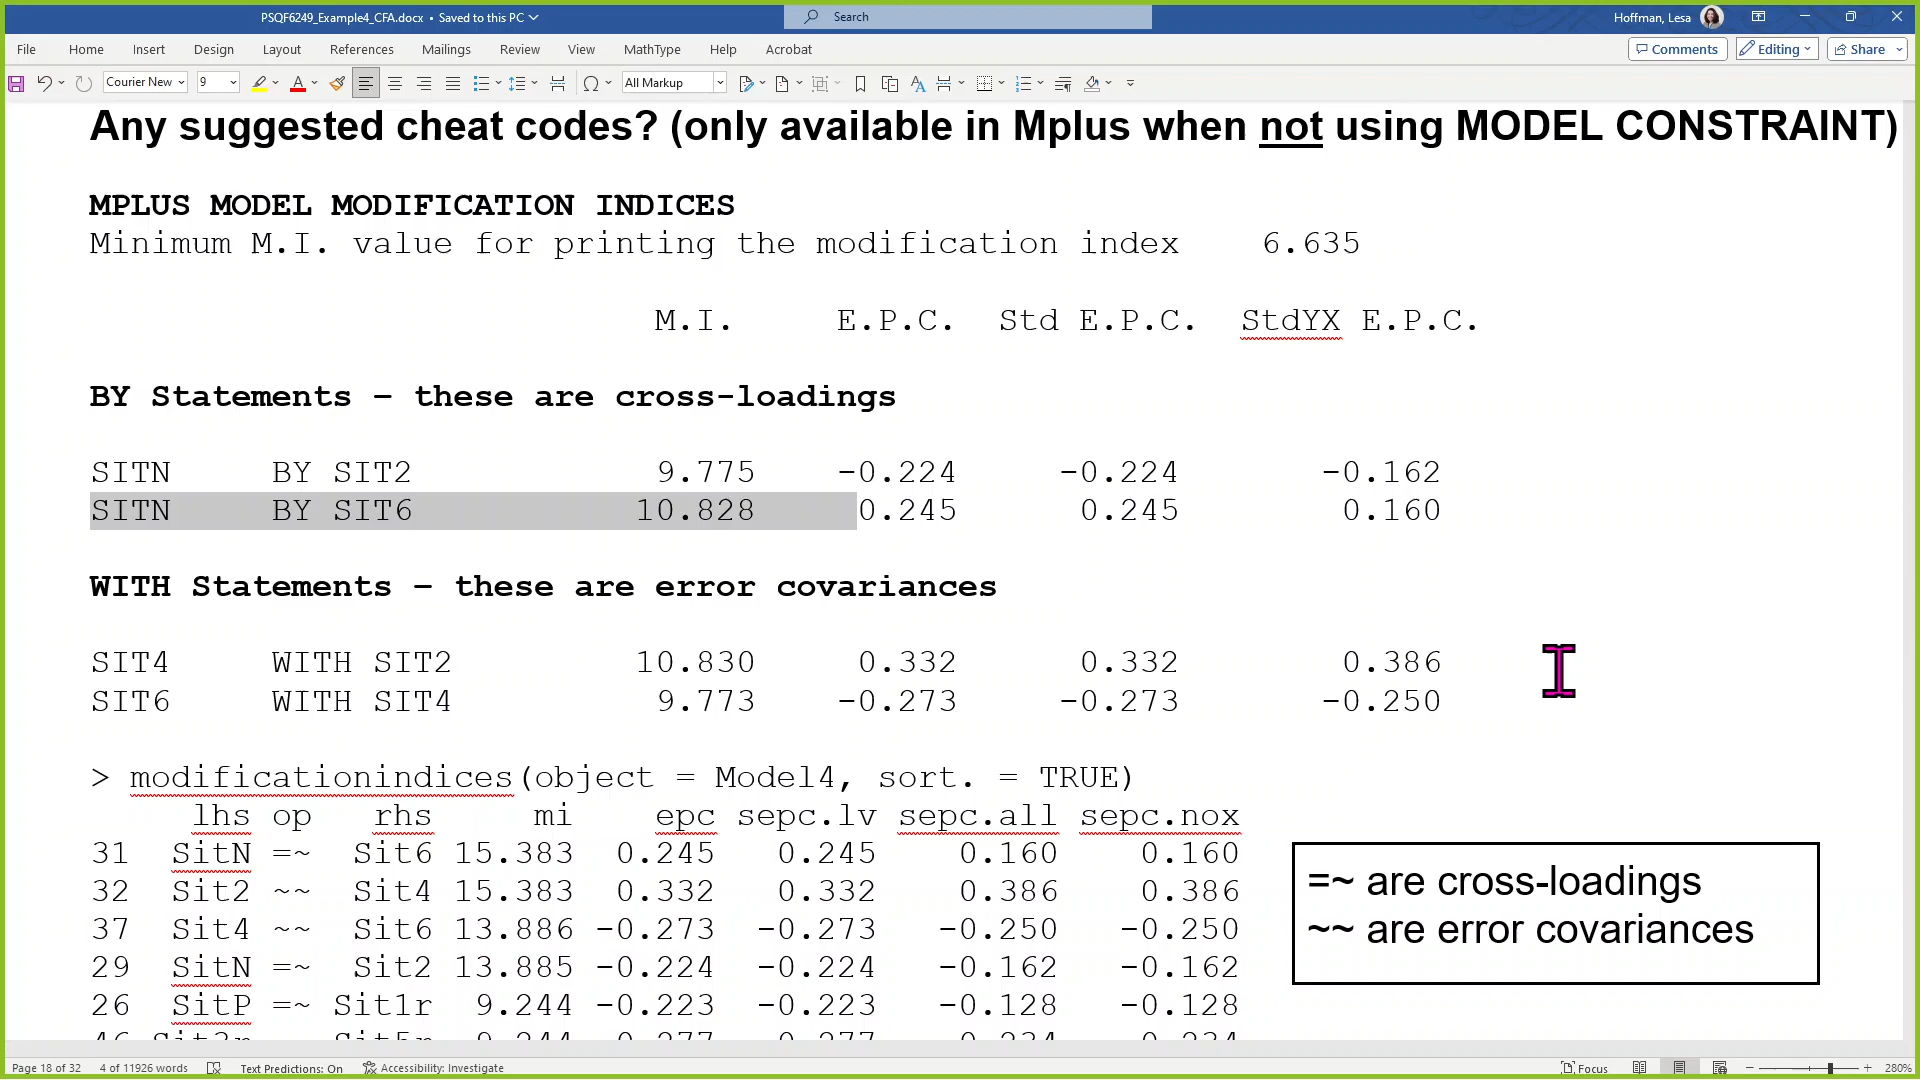 PSQF6249_Example4_CFA.docx • Saved to this PC
Search
Hoffman, Lesa
File Home Insert Design Layout References Mailings Review View MathType Help Acrobat
Comments Editing Share
Courier New 9 All Markup
Any suggested cheat codes? (only available in Mplus when not using MODEL CONSTRAINT)
MPLUS MODEL MODIFICATION INDICES
Minimum M.I. value for printing the modification index 6.635
M.I. E.P.C. Std E.P.C. StdYX E.P.C.
BY Statements – these are cross-loadings
SITN BY SIT2 9.775 -0.224 -0.224 -0.162
SITN BY SIT6 10.828 0.245 0.245 0.160
WITH Statements – these are error covariances
SIT4 WITH SIT2 10.830 0.332 0.332 0.386
SIT6 WITH SIT4 9.773 -0.273 -0.273 -0.250
> modificationindices(object = Model4, sort. = TRUE)
lhs op rhs mi epc sepc.lv sepc.all sepc.nox
31 SitN =~ Sit6 15.383 0.245 0.245 0.160 0.160
32 Sit2 ~~ Sit4 15.383 0.332 0.332 0.386 0.386
37 Sit4 ~~ Sit6 13.886 -0.273 -0.273 -0.250 -0.250
29 SitN =~ Sit2 13.885 -0.224 -0.224 -0.162 -0.162
26 SitP =~ Sit1r 9.244 -0.223 -0.223 -0.128 -0.128
=~ are cross-loadings
~~ are error covariances
Page 18 of 32 4 of 11926 words Text Predictions: On Accessibility: Investigate Focus 280%